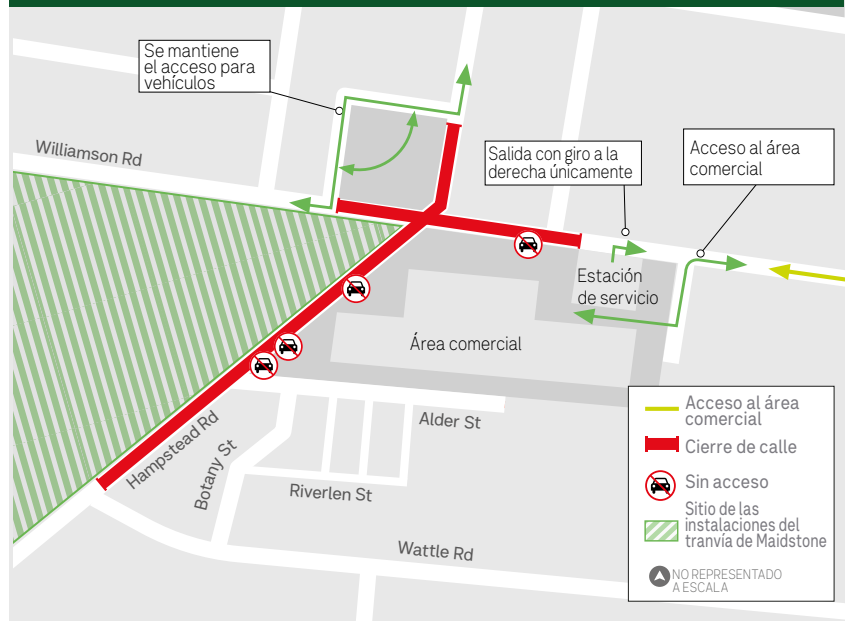 Se mantiene
el acceso para
vehículos
Williamson Rd
Salida con giro a la
derecha únicamente
Acceso al área
comercial
Estación
de servicio
Área comercial
Hampstead Rd
Botany St
Alder St
Riverlen St
Wattle Rd
Acceso al área
comercial
Cierre de calle
Sin acceso
Sitio de las
instalaciones del
tranvía de Maidstone
NO REPRESENTADO
A ESCALA